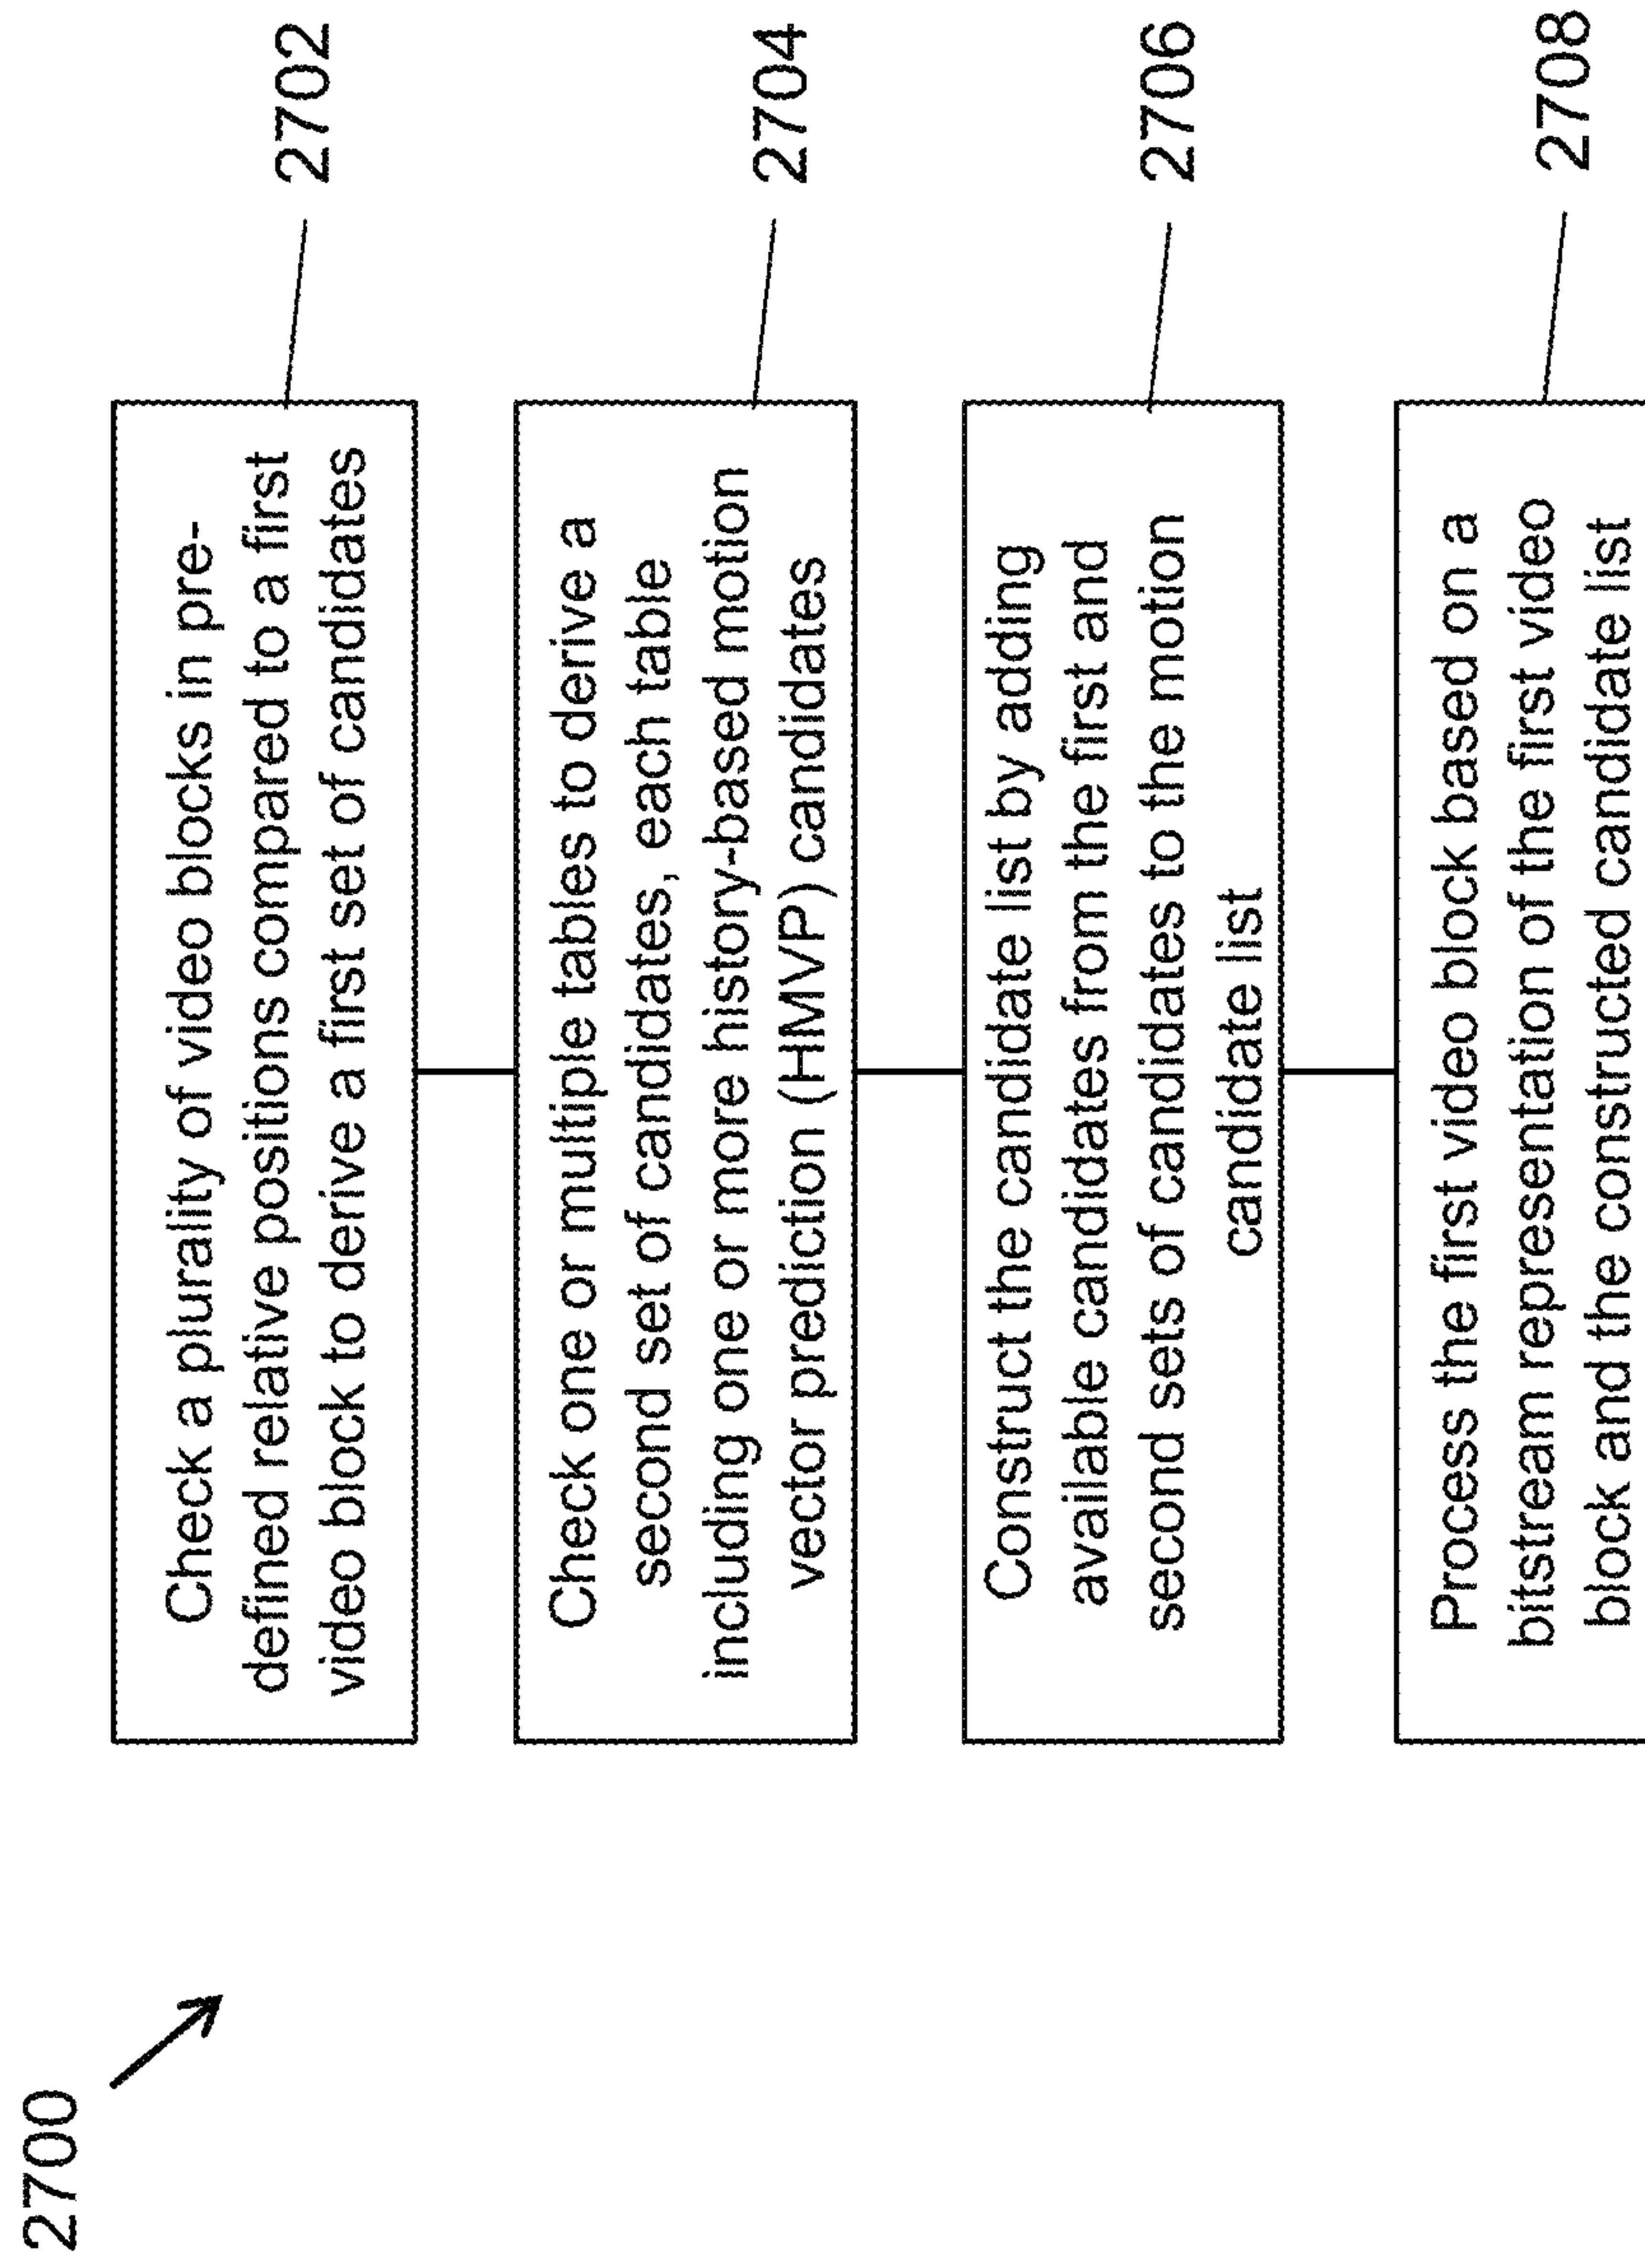 2700
Check a plurality of video blocks in pre-
defined relative positions compared to a first
video block to derive a first set of candidates
2702
Check one or multiple tables to derive a
second set of candidates, each table
including one or more history-based motion
vector prediction (HMVP) candidates
2704
Construct the candidate list by adding
available candidates from the first and
second sets of candidates to the motion
candidate list
2706
Process the first video block based on a
bitstream representation of the first video
block and the constructed candidate list
2708